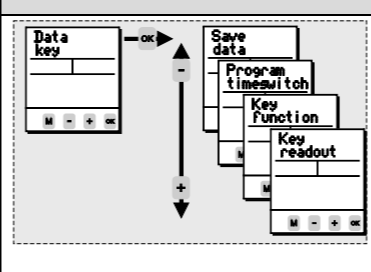 Data
key
M - + OK
OK
-
+
Save
data
Program
timeswitch
Key
function
M
M
Key
readout
M - + OK